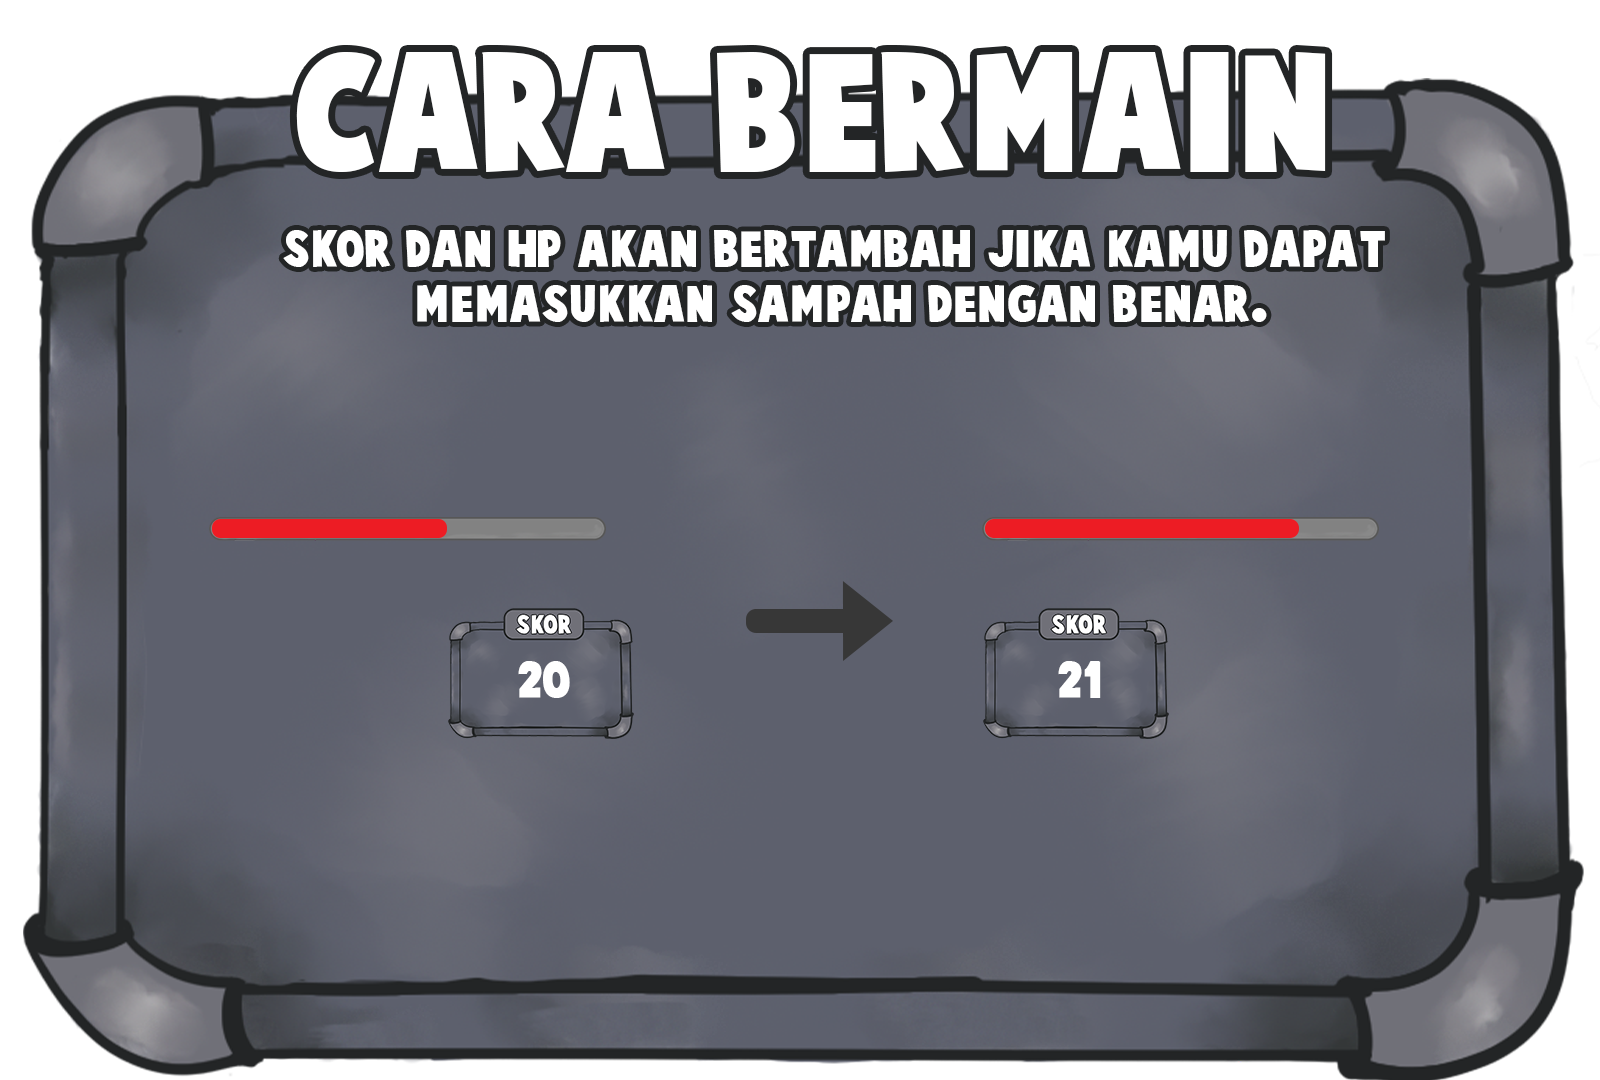 CARA BERMAIN
SKOR DAN HP AKAN BERTAMBAH JIKA KAMU DAPAT
MEMASUKKAN SAMPAH DENGAN BENAR.
SKOR
20
SKOR
21